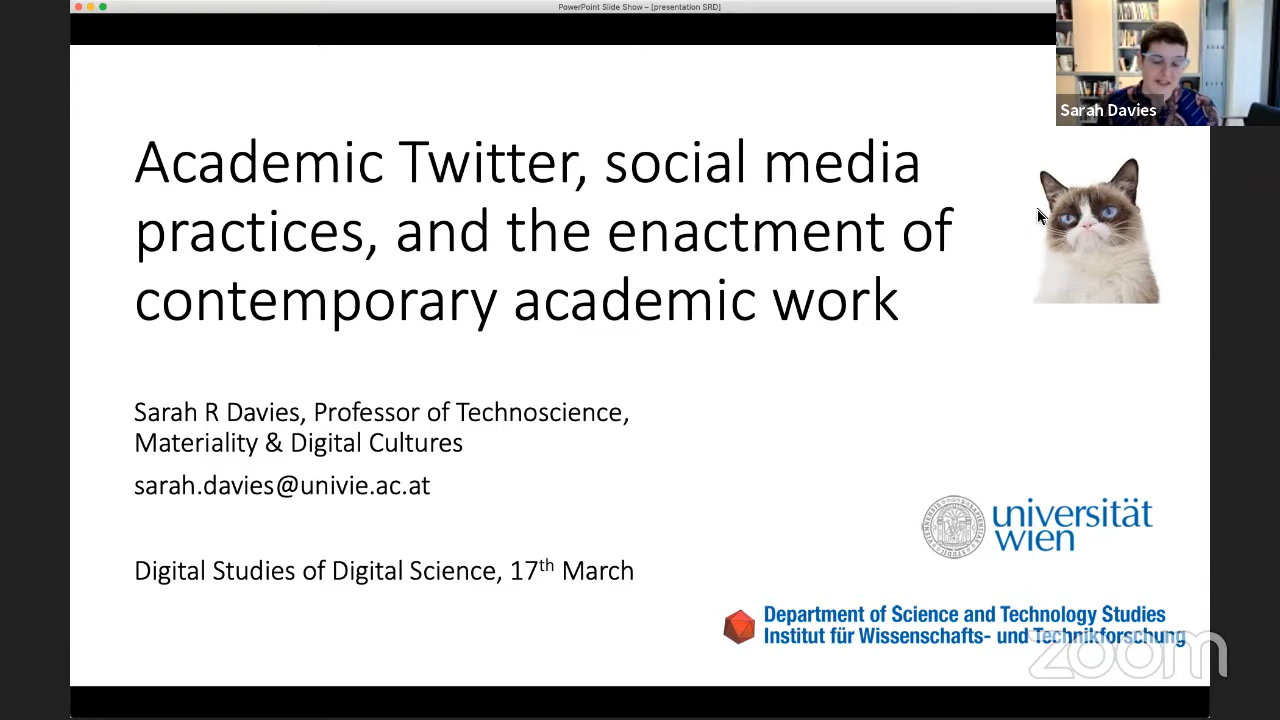 PowerPoint Slide Show – [presentation SRD]
Sarah Davies
Academic Twitter, social media
practices, and the enactment of
contemporary academic work
Sarah R Davies, Professor of Technoscience,
Materiality & Digital Cultures
sarah.davies@univie.ac.at
Digital Studies of Digital Science, 17th March
universität
wien
Department of Science and Technology Studies
Institut für Wissenschafts- und Technikforschung
zoom